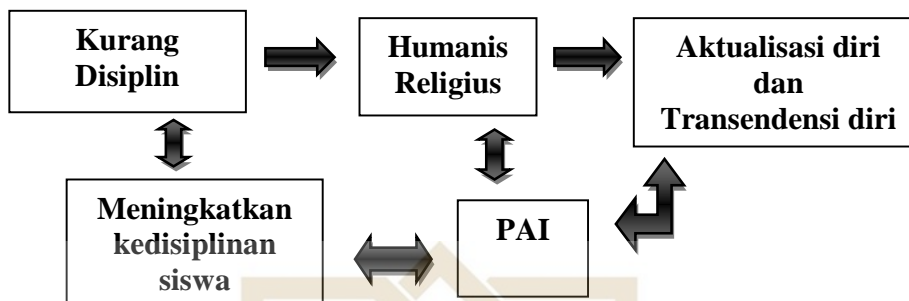 Kurang
Disiplin
Humanis
Religius
Aktualisasi diri
dan
Transendensi diri
Meningkatkan
kedisiplinan
siswa
PAI